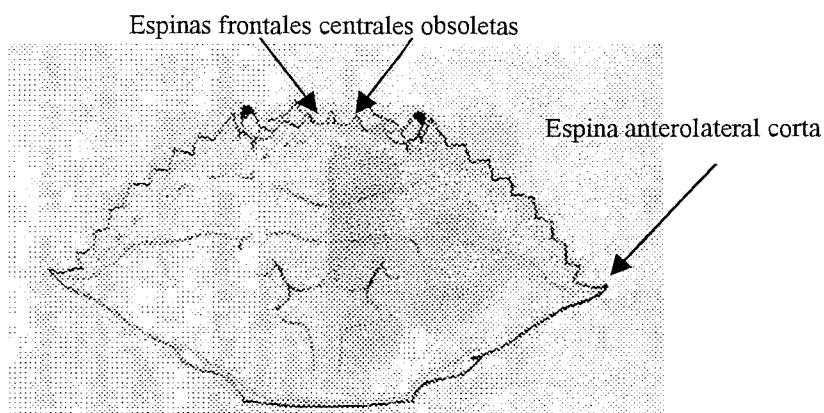 Espinas frontales centrales obsoletas
Espina anterolateral corta